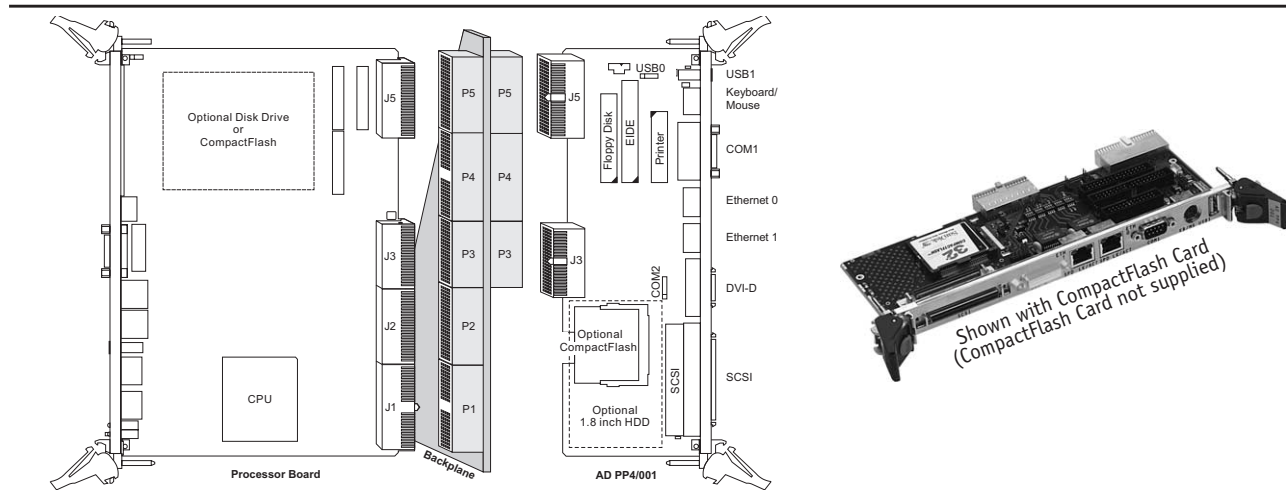 Optional Disk Drive
or
CompactFlash
J5
J3
J2
J1
CPU
Processor Board
P5
P4
P3
P2
P1
P5
P4
P3
Backplane
J5
J3
USB0
Floppy Disk
EIDE
Printer
COM2
Optional
CompactFlash
Optional
1.8 inch HDD
SCSI
AD PP4/001
USB1
Keyboard/
Mouse
COM1
Ethernet 0
Ethernet 1
DVI-D
SCSI
32
Shown with CompactFlash Card
(CompactFlash Card not supplied)